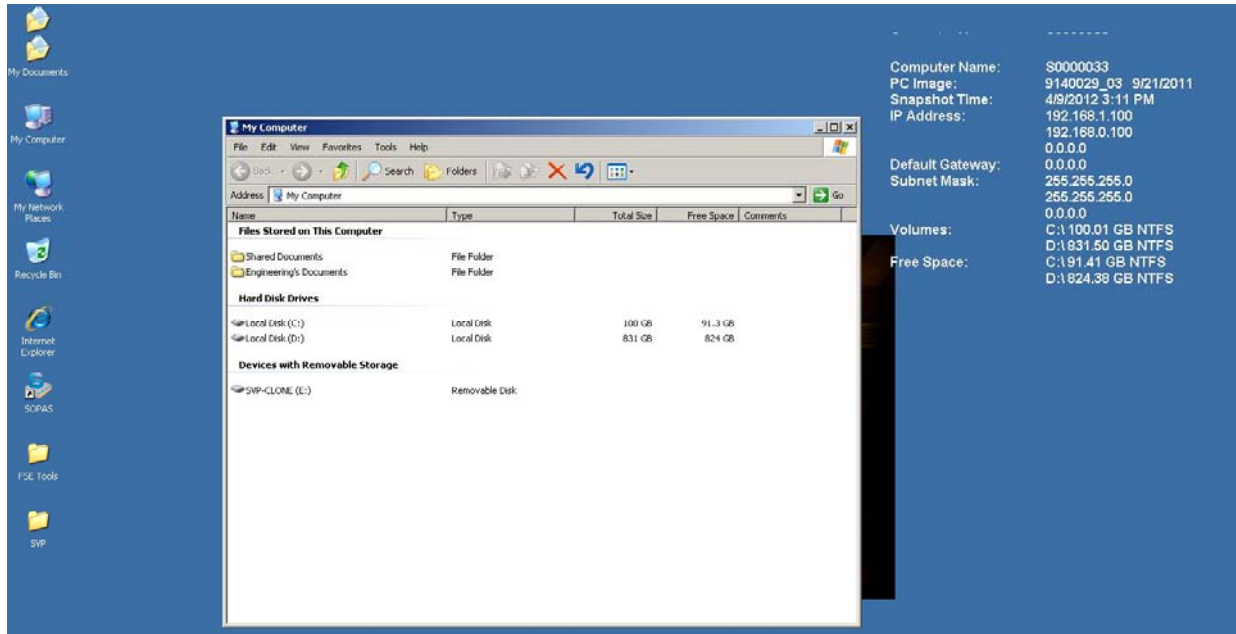 My Documents
My Computer
My Network
Places
Recycle Bin
Internet
Explorer
SOPAS
FSE Tools
SVP
My Computer
File Edit View Favorites Tools Help
Back Search Folders
Address My Computer Go
Name Type Total Size Free Space Comments
Files Stored on This Computer
Shared Documents File Folder
Engineering's Documents File Folder
Hard Disk Drives
Local Disk (C:) Local Disk 100 GB 91.3 GB
Local Disk (D:) Local Disk 831 GB 824 GB
Devices with Removable Storage
SVP-CLONE (E:) Removable Disk
Computer Name: S0000033
PC Image: 9140029_03 9/21/2011
Snapshot Time: 4/9/2012 3:11 PM
IP Address: 192.168.1.100
192.168.0.100
0.0.0.0
Default Gateway: 0.0.0.0
Subnet Mask: 255.255.255.0
255.255.255.0
0.0.0.0
Volumes: C:\ 100.01 GB NTFS
D:\ 831.50 GB NTFS
Free Space: C:\ 91.41 GB NTFS
D:\ 824.38 GB NTFS